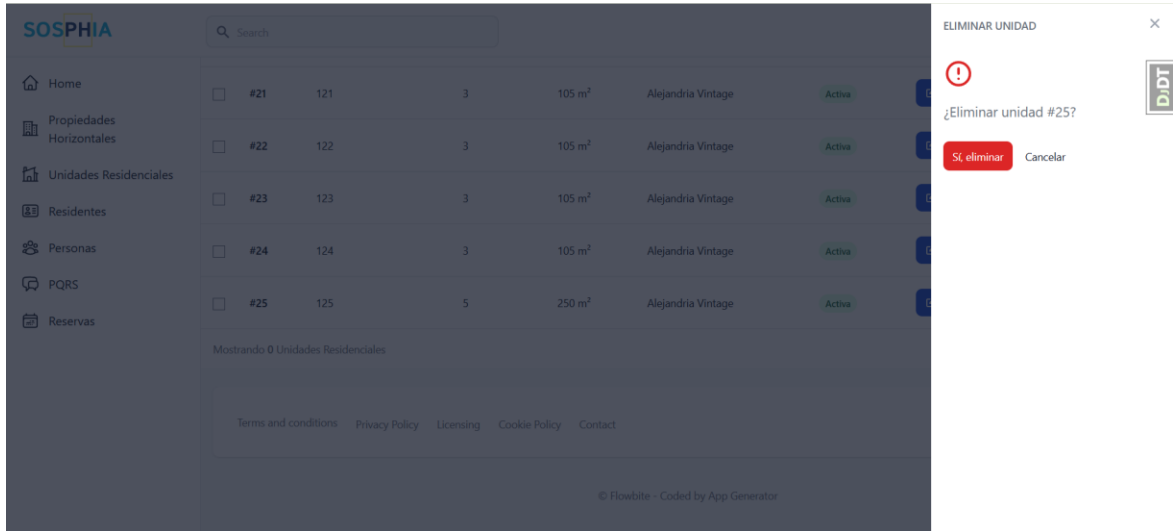 SOSPHIA
Search
Home
Propiedades
Horizontales
Unidades Residenciales
Residentes
Personas
PQRS
Reservas
#21 121 3 105 m² Alejandria Vintage Activa
#22 122 3 105 m² Alejandria Vintage Activa
#23 123 3 105 m² Alejandria Vintage Activa
#24 124 3 105 m² Alejandria Vintage Activa
#25 125 5 250 m² Alejandria Vintage Activa
Mostrando 0 Unidades Residenciales
Terms and conditions Privacy Policy Licensing Cookie Policy Contact
© Flowbite - Coded by App Generator
ELIMINAR UNIDAD
¿Eliminar unidad #25?
Sí, eliminar Cancelar
DjDT